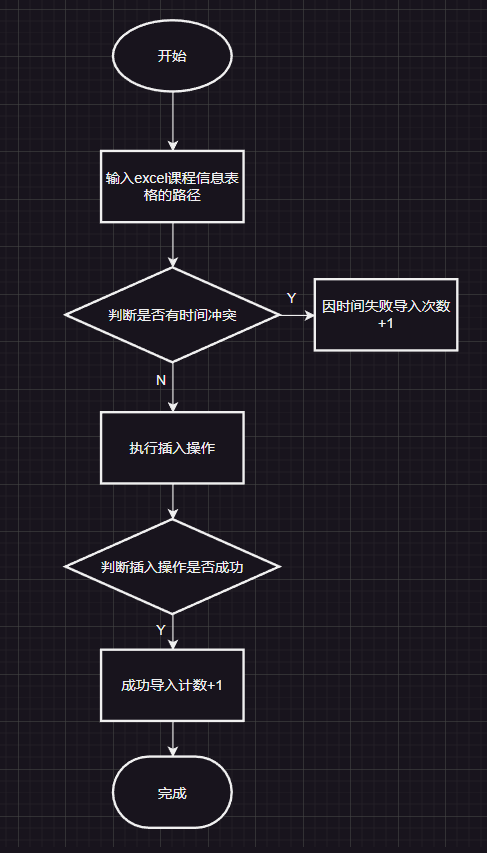 开始
输入excel课程信息表
格的路径
判断是否有时间冲突
Y
因时间失败导入次数
+1
N
执行插入操作
判断插入操作是否成功
Y
成功导入计数+1
完成